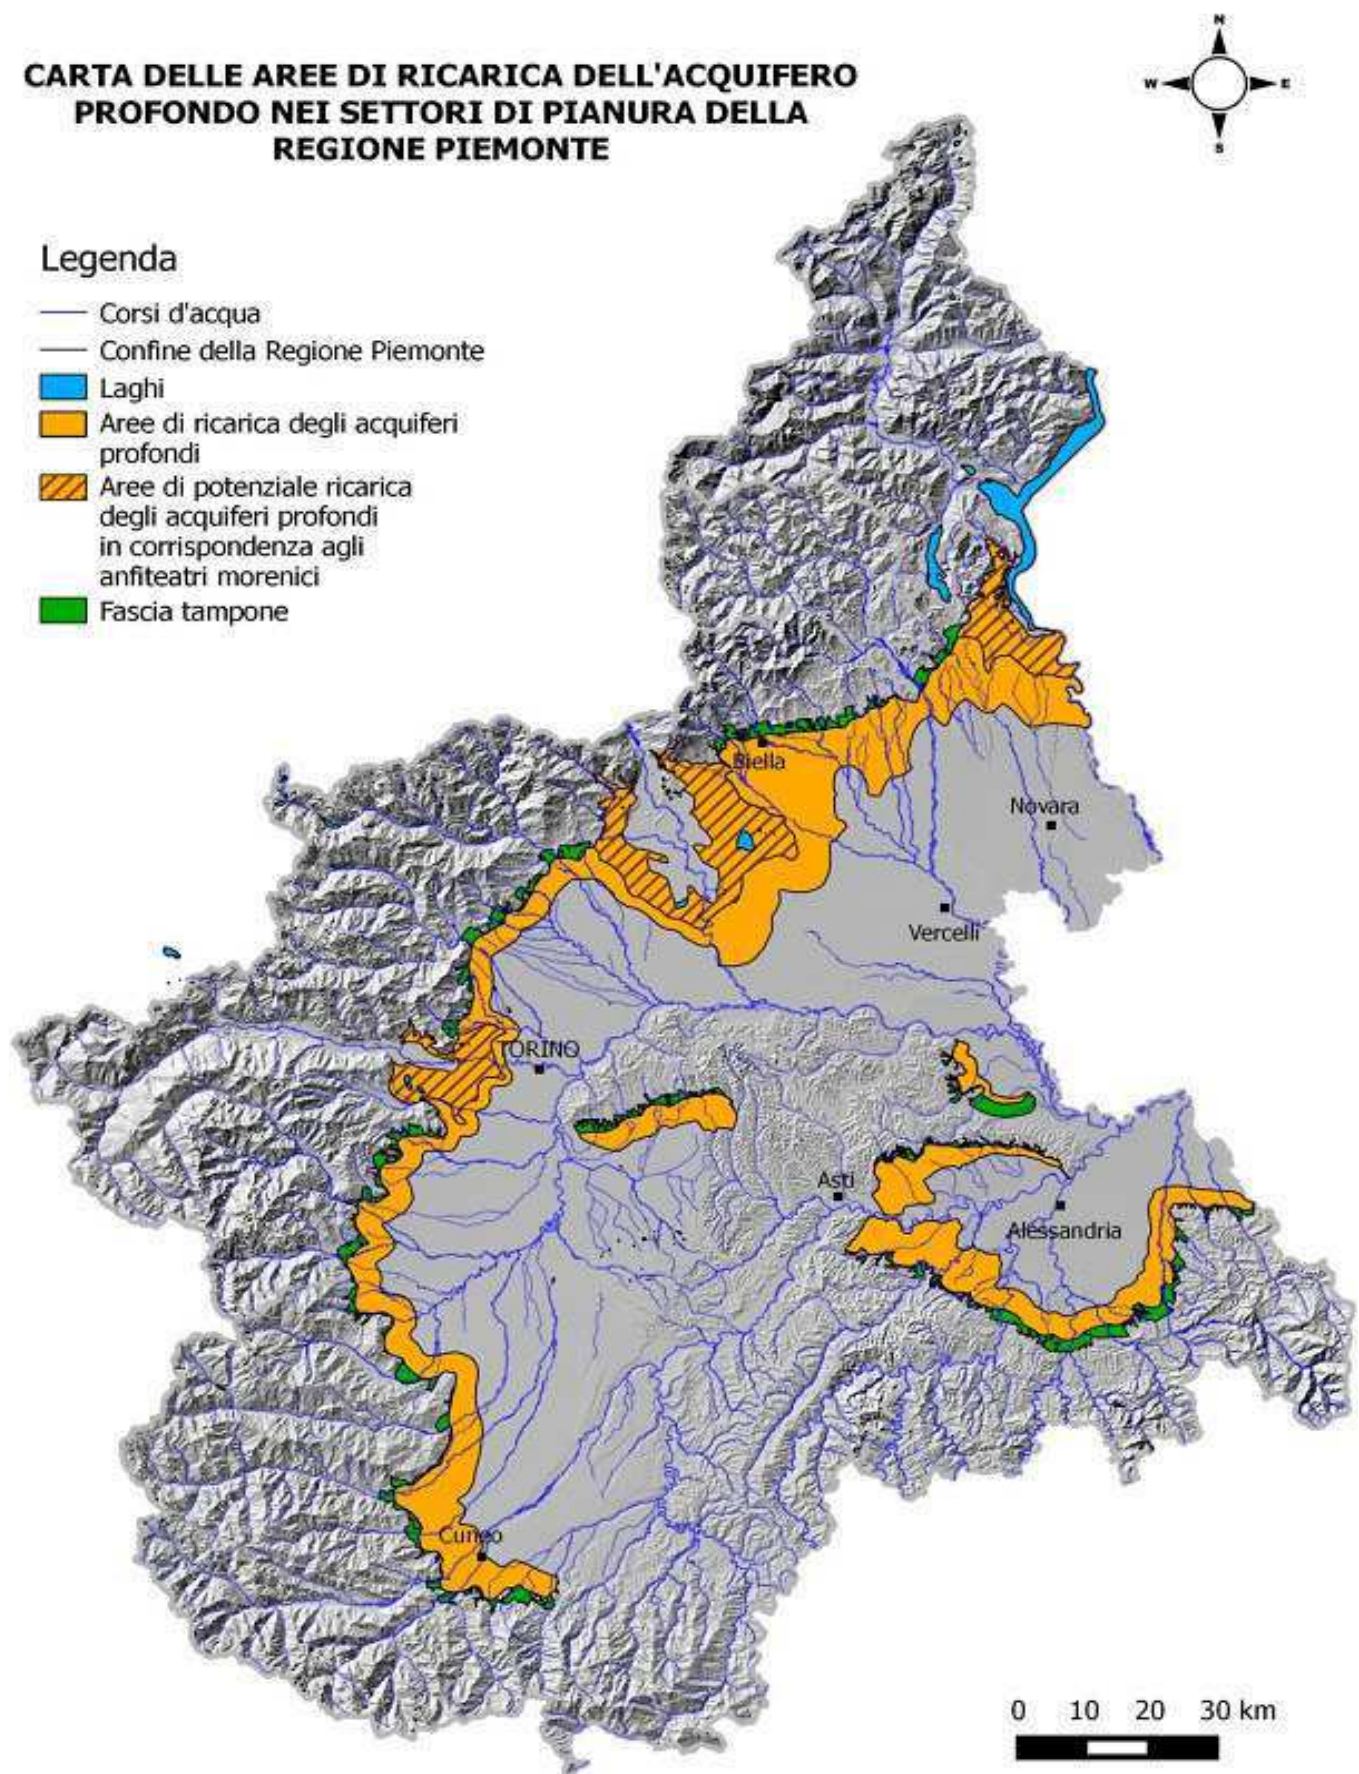 N
W E
S
CARTA DELLE AREE DI RICARICA DELL'ACQUIFERO
PROFONDO NEI SETTORI DI PIANURA DELLA
REGIONE PIEMONTE
Legenda
Corsi d'acqua
Confine della Regione Piemonte
Laghi
Aree di ricarica degli acquiferi
profondi
Aree di potenziale ricarica
degli acquiferi profondi
in corrispondenza agli
anfiteatri morenici
Fascia tampone
Biella
Novara
Vercelli
TORINO
Asti
Alessandria
Cuneo
0 10 20 30 km